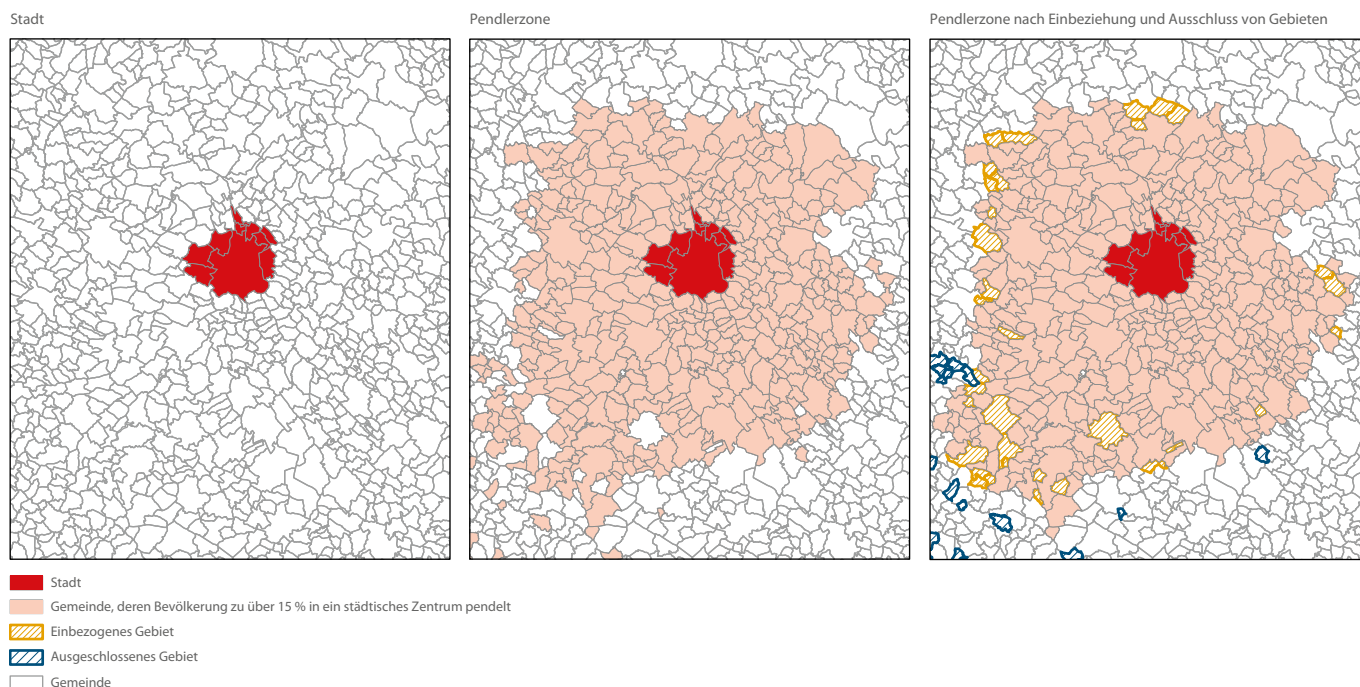 Stadt
Pendlerzone
Pendlerzone nach Einbeziehung und Ausschluss von Gebieten
Stadt
Gemeinde, deren Bevölkerung zu über 15 % in ein städtisches Zentrum pendelt
Einbezogenes Gebiet
Ausgeschlossenes Gebiet
Gemeinde